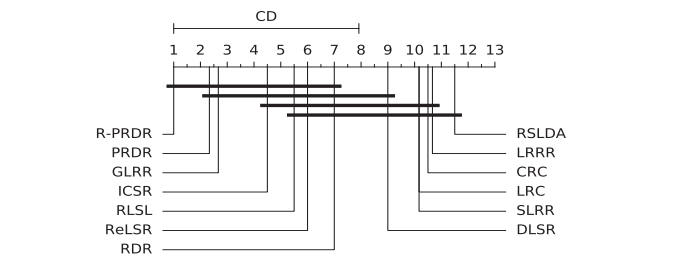 CD
1 2 3 4 5 6 7 8 9 10 11 12 13
R-PRDR RSLDA
PRDR LRRR
GLRR CRC
ICSR LRC
RLSL SLRR
ReLSR DLSR
RDR